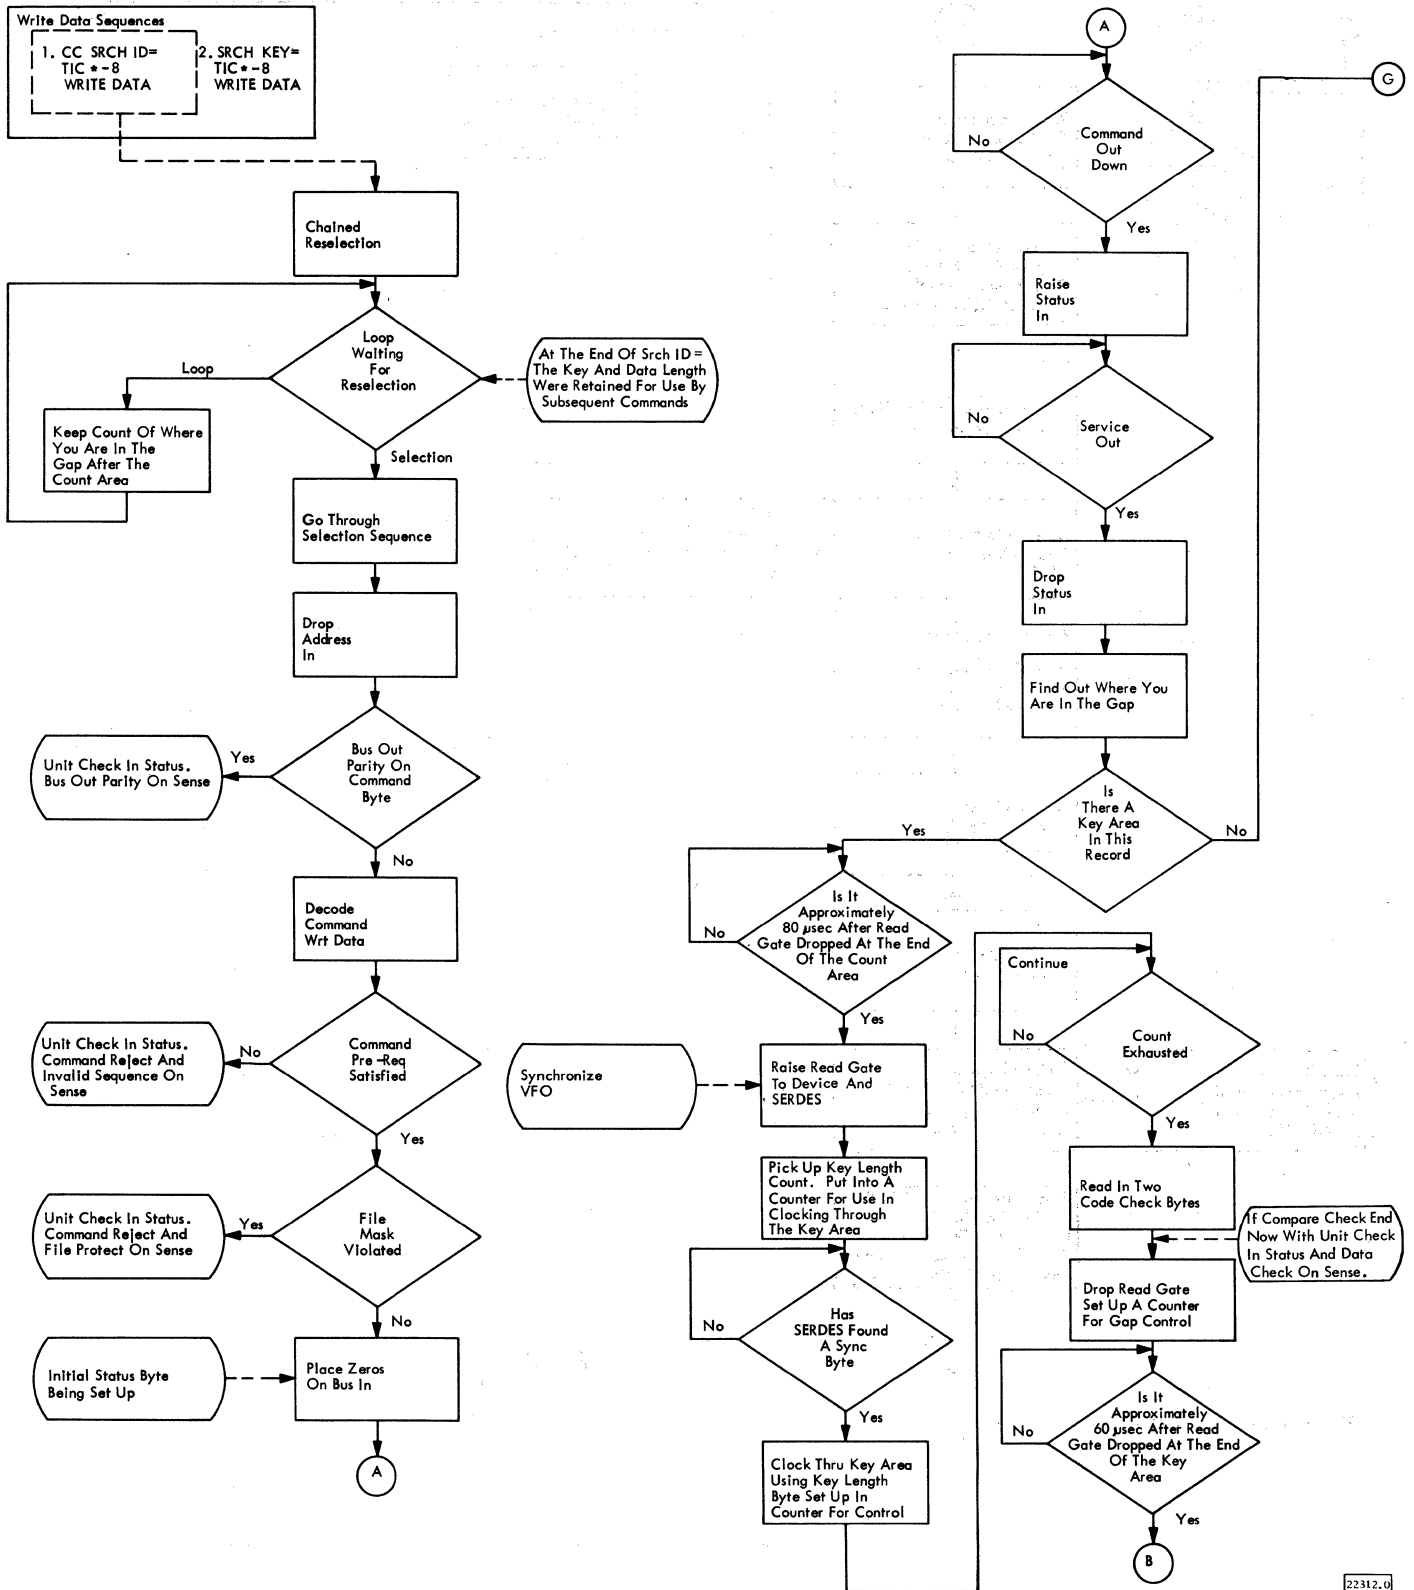 Write Data Sequences
1. CC SRCH ID=
TIC *-8
WRITE DATA
2. SRCH KEY=
TIC *-8
WRITE DATA
Chained
Reselection
Loop
Waiting
For
Reselection
Loop
At The End Of Srch ID =
The Key And Data Length
Were Retained For Use By
Subsequent Commands
Keep Count Of Where
You Are In The
Gap After The
Count Area
Selection
Go Through
Selection Sequence
Drop
Address
In
Bus Out
Parity On
Command
Byte
Yes
Unit Check In Status.
Bus Out Parity On Sense
No
Decode
Command
Wrt Data
Command
Pre-Req
Satisfied
No
Unit Check In Status.
Command Reject And
Invalid Sequence On
Sense
Yes
File
Mask
Violated
Yes
Unit Check In Status.
Command Reject And
File Protect On Sense
No
Initial Status Byte
Being Set Up
Place Zeros
On Bus In
A
A
Command
Out
Down
No
Yes
Raise
Status
In
Service
Out
No
Yes
Drop
Status
In
Find Out Where You
Are In The Gap
Is
There A
Key Area
In This
Record
No
G
Yes
Is It
Approximately
80 µsec After Read
Gate Dropped At The End
Of The Count
Area
No
Yes
Synchronize
VFO
Raise Read Gate
To Device And
SERDES
Pick Up Key Length
Count. Put Into A
Counter For Use In
Clocking Through
The Key Area
Has
SERDES Found
A Sync
Byte
No
Yes
Clock Thru Key Area
Using Key Length
Byte Set Up In
Counter For Control
Continue
Count
Exhausted
No
Yes
Read In Two
Code Check Bytes
If Compare Check End
Now With Unit Check
In Status And Data
Check On Sense.
Drop Read Gate
Set Up A Counter
For Gap Control
Is It
Approximately
60 µsec After Read
Gate Dropped At The End
Of The Key
Area
No
Yes
B
22312.0